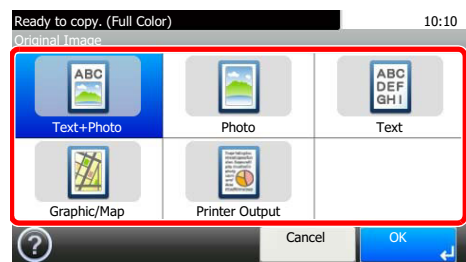 Ready to copy. (Full Color) 10:10
Original Image
ABC
ABC
DEF
GHI
Text+Photo Photo Text
Graphic/Map Printer Output
? Cancel OK